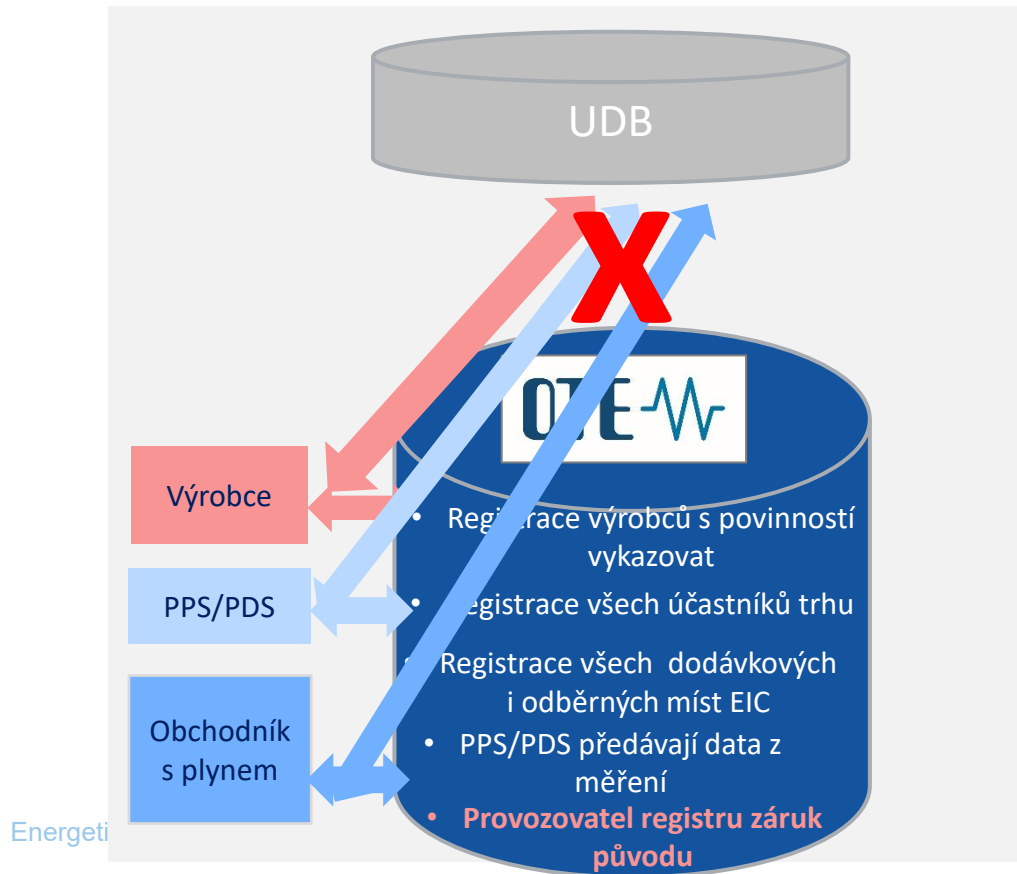 UDB
OTE
Výrobce
• Registrace výrobců s povinností
vykazovat
PPS/PDS
• Registrace všech účastníků trhu
• Registrace všech dodávkových
i odběrných míst EIC
Obchodník
s plynem
• PPS/PDS předávají data z
měření
• Provozovatel registru záruk
původu
Energeti